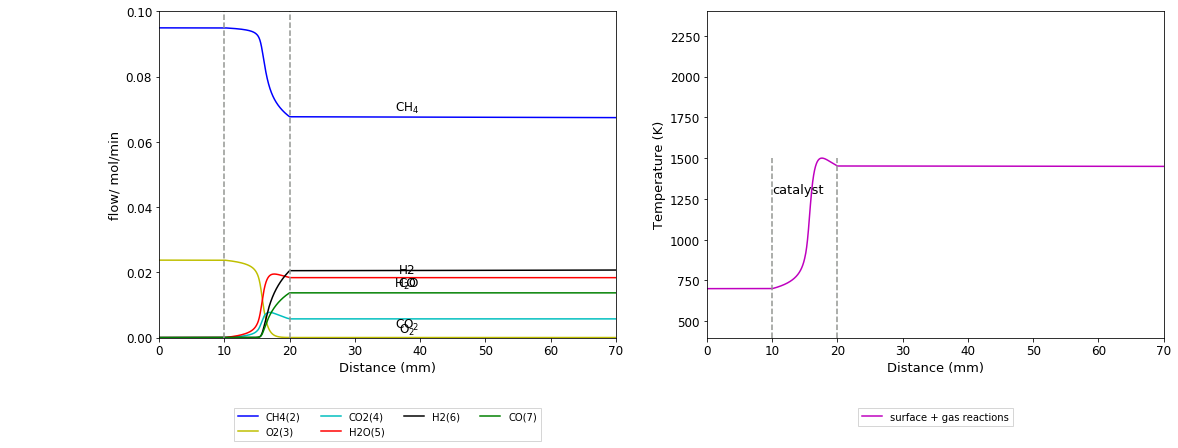 0.10
0.08
0.06
0.04
0.02
0.00
flow/ mol/min
CH4
H2
H2O
CO
CO2
O2
0 10 20 30 40 50 60 70
Distance (mm)
CH4(2) CO2(4) H2(6) CO(7)
O2(3) H2O(5)
2250
2000
1750
1500
1250
1000
750
500
Temperature (K)
catalyst
0 10 20 30 40 50 60 70
Distance (mm)
surface + gas reactions